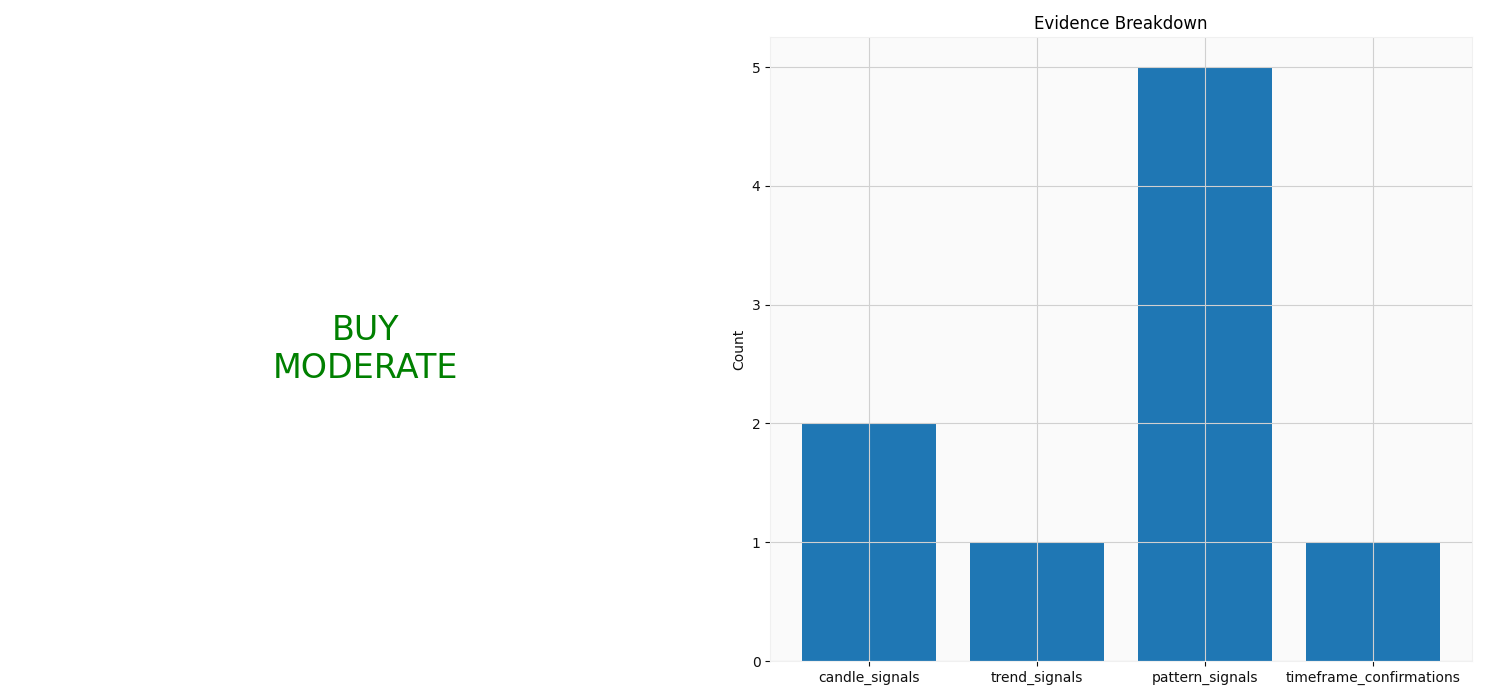 BUY
MODERATE
Evidence Breakdown
Count
5
4
3
2
1
0
candle_signals
trend_signals
pattern_signals
timeframe_confirmations